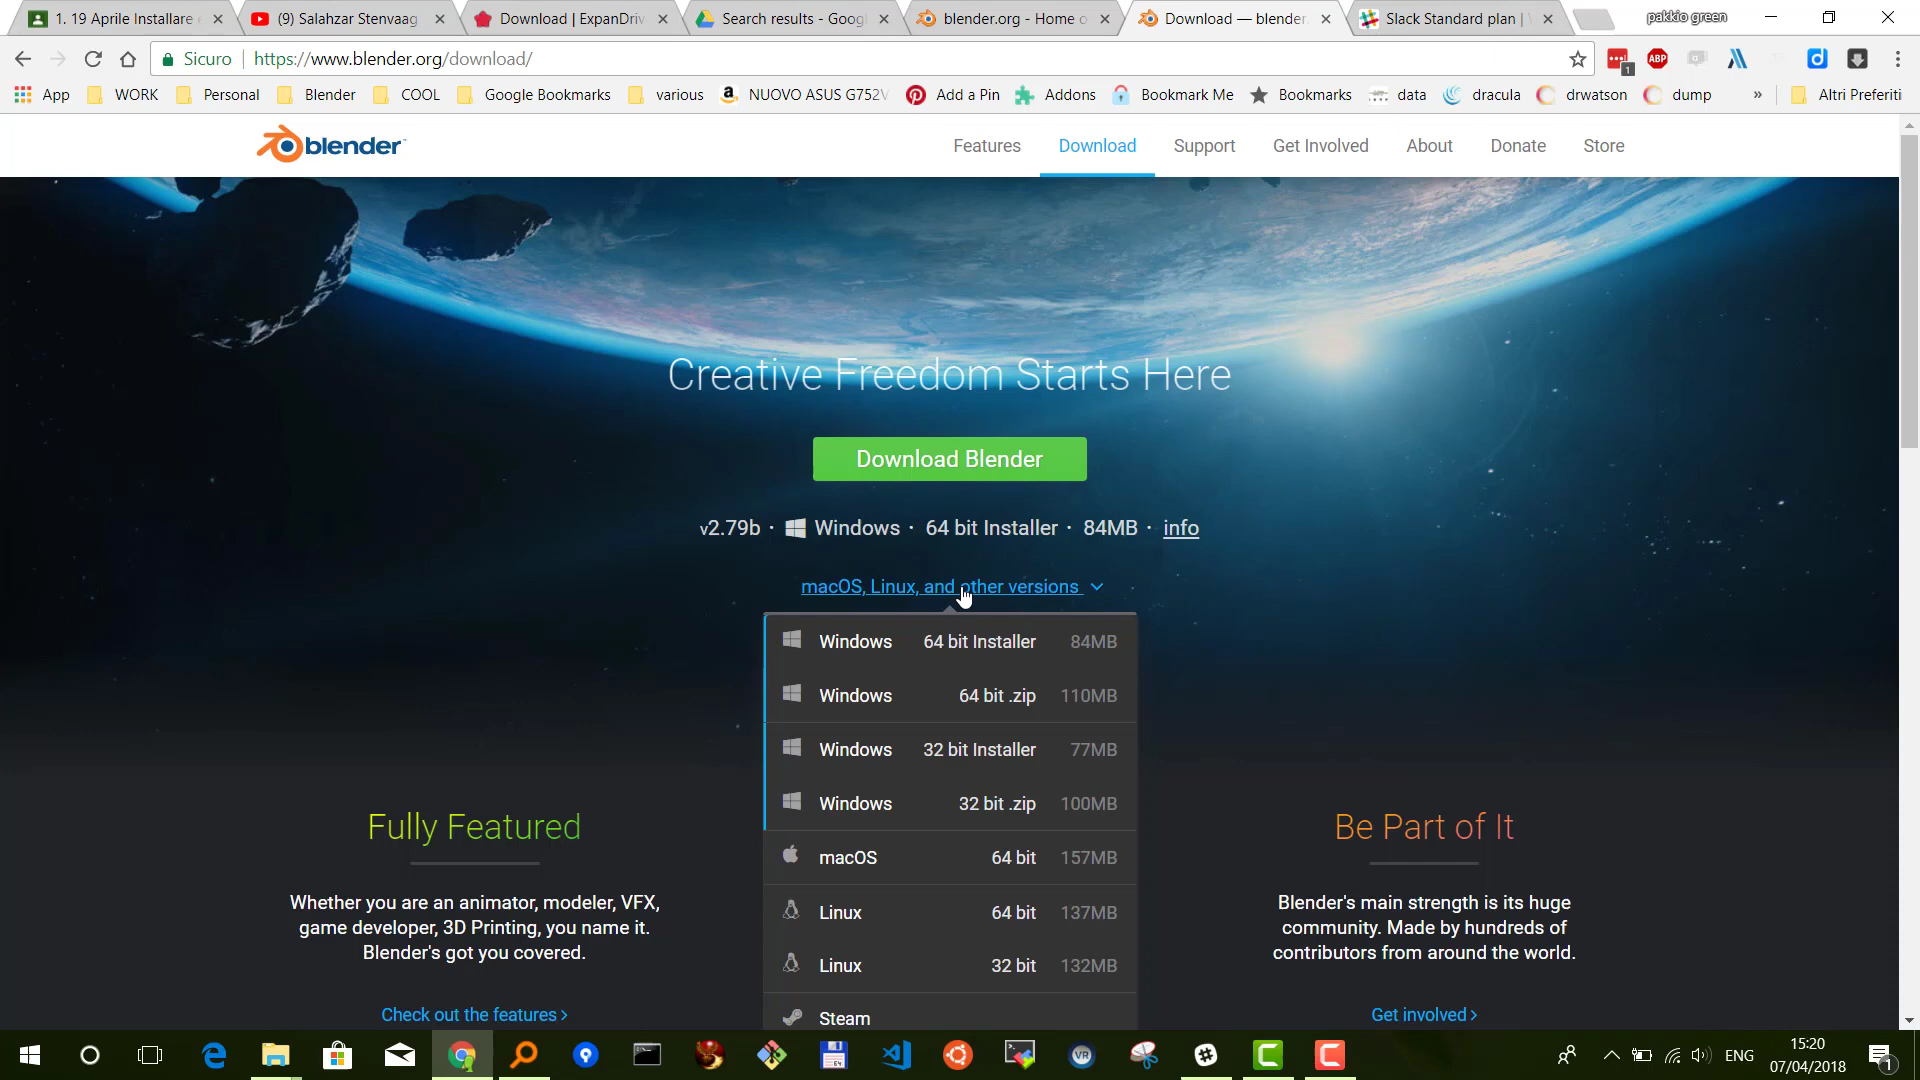 1. 19 Aprile Installare
(9) Salahzar Stenvaag
Download | ExpanDriv
Search results - Googl
blender.org - Home o
Download — blender.
Slack Standard plan |
pakkio green
Sicuro
https://www.blender.org/download/
1
ABP
App
WORK
Personal
Blender
COOL
Google Bookmarks
various
NUOVO ASUS G752V
Add a Pin
Addons
Bookmark Me
Bookmarks
data
dracula
drwatson
dump
»
Altri Preferiti
blender
Features
Download
Support
Get Involved
About
Donate
Store
Creative Freedom Starts Here
Download Blender
v2.79b · Windows · 64 bit Installer · 84MB · info
macOS, Linux, and other versions
Windows 64 bit Installer 84MB
Windows 64 bit .zip 110MB
Windows 32 bit Installer 77MB
Windows 32 bit .zip 100MB
macOS 64 bit 157MB
Linux 64 bit 137MB
Linux 32 bit 132MB
Steam
Fully Featured
Whether you are an animator, modeler, VFX,
game developer, 3D Printing, you name it.
Blender's got you covered.
Check out the features ›
Be Part of It
Blender's main strength is its huge
community. Made by hundreds of
contributors from around the world.
Get involved ›
VR
ENG
15:20
07/04/2018
1